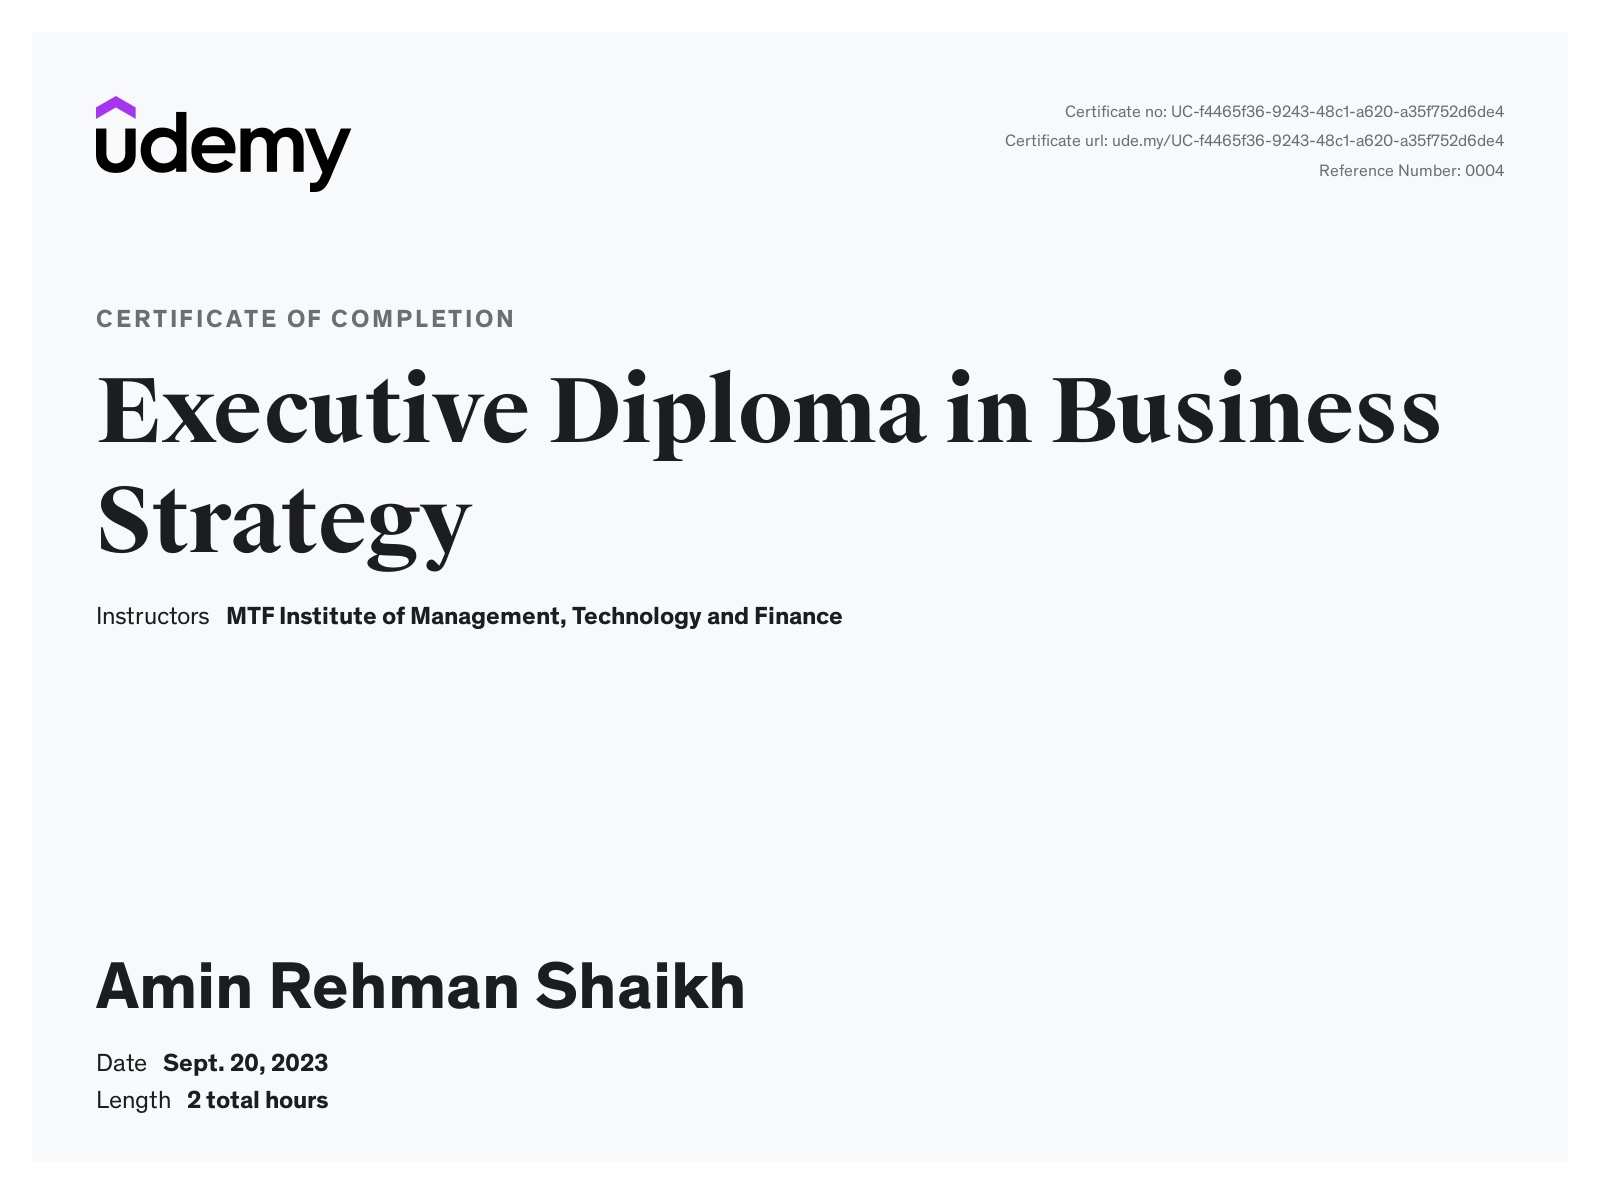 udemy
Certificate no: UC-f4465f36-9243-48c1-a620-a35f752d6de4
Certificate url: ude.my/UC-f4465f36-9243-48c1-a620-a35f752d6de4
Reference Number: 0004
CERTIFICATE OF COMPLETION
Executive Diploma in Business
Strategy
Instructors MTF Institute of Management, Technology and Finance
Amin Rehman Shaikh
Date Sept. 20, 2023
Length 2 total hours